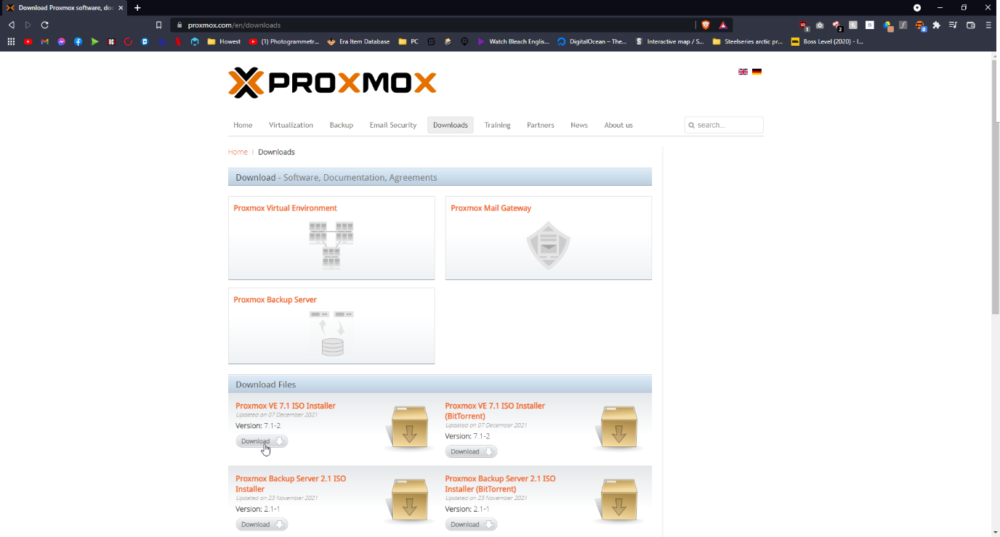 Download Proxmox software, do
proxmox.com/en/downloads
Howest
(1) Photogrammetr...
Era Item Database
PC
Watch Bleach Englis...
DigitalOcean – The...
Interactive map / S...
Steelseries arctic pr...
Boss Level (2020) - I...
PROXMOX
Home
Virtualization
Backup
Email Security
Downloads
Training
Partners
News
About us
search...
Home | Downloads
Download - Software, Documentation, Agreements
Proxmox Virtual Environment
Proxmox Mail Gateway
Proxmox Backup Server
Download Files
Proxmox VE 7.1 ISO Installer
Updated on 07 December 2021
Version: 7.1-2
Download
Proxmox VE 7.1 ISO Installer
(BitTorrent)
Updated on 07 December 2021
Version: 7.1-2
Download
Proxmox Backup Server 2.1 ISO
Installer
Updated on 23 November 2021
Version: 2.1-1
Download
Proxmox Backup Server 2.1 ISO
Installer (BitTorrent)
Updated on 23 November 2021
Version: 2.1-1
Download